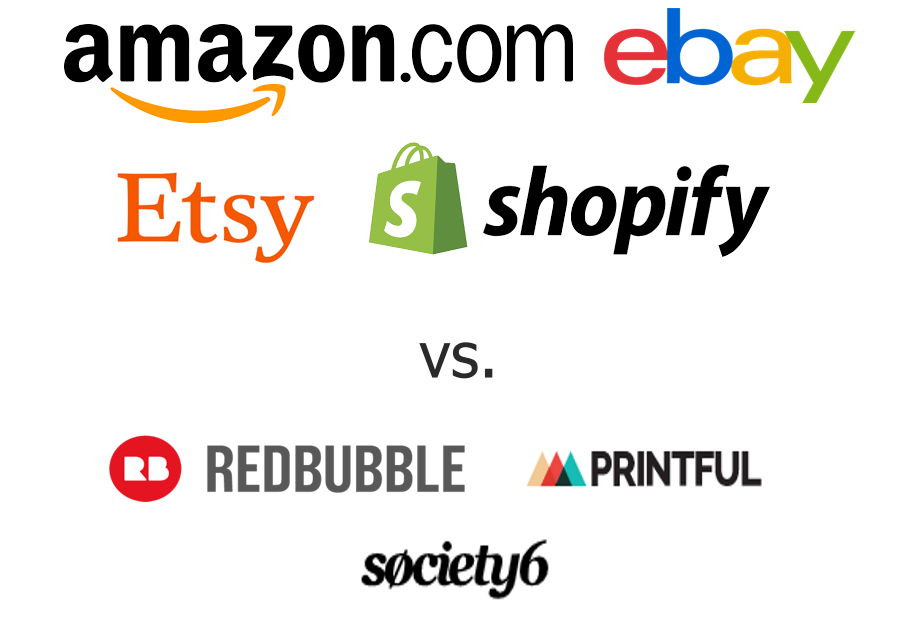 amazon.com ebay
Etsy S shopify
vs.
RB REDBUBBLE PRINTFUL
søciety6